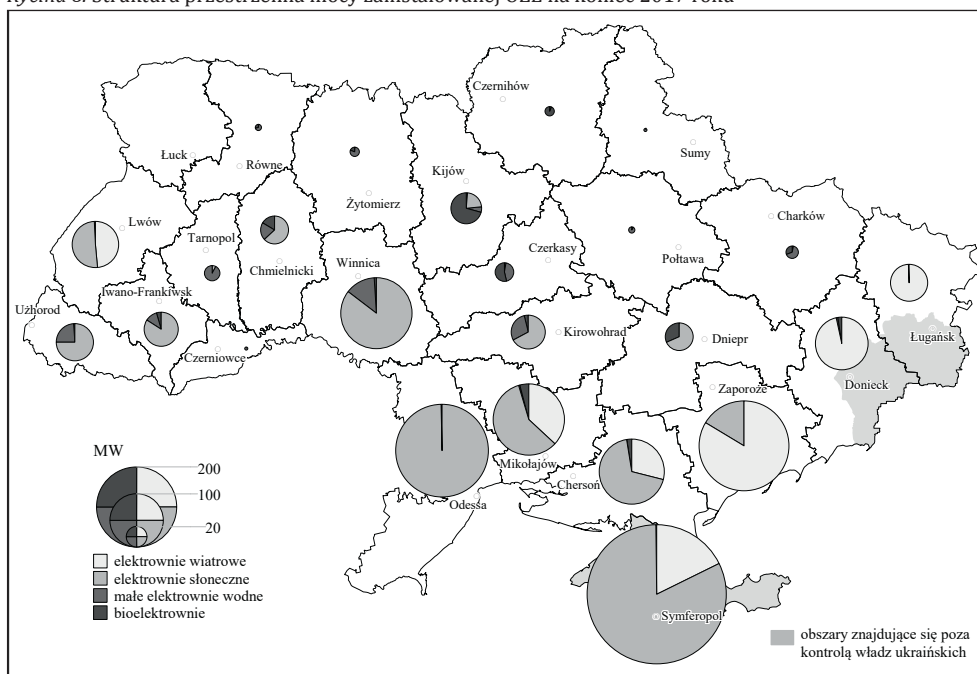 Rycina Struktura przestrzenna mocy zainstalowanej OZE na koniec 2017 roku
Czernihów
Sumy
Łuck
Równe
Kijów
Żytomierz
Charków
Lwów
Tarnopol
Czerkasy
Połtawa
Chmielnicki
Winnica
Iwano-Frankiwsk
Użhorod
Kirowohrad
Dniepr
Ługańsk
Czerniowce
Donieck
Zaporoże
Mikołajów
Chersoń
Odessa
Symferopol
MW
200
100
20
elektrownie wiatrowe
elektrownie słoneczne
małe elektrownie wodne
bioelektrownie
obszary znajdujące się poza
kontrolą władz ukraińskich